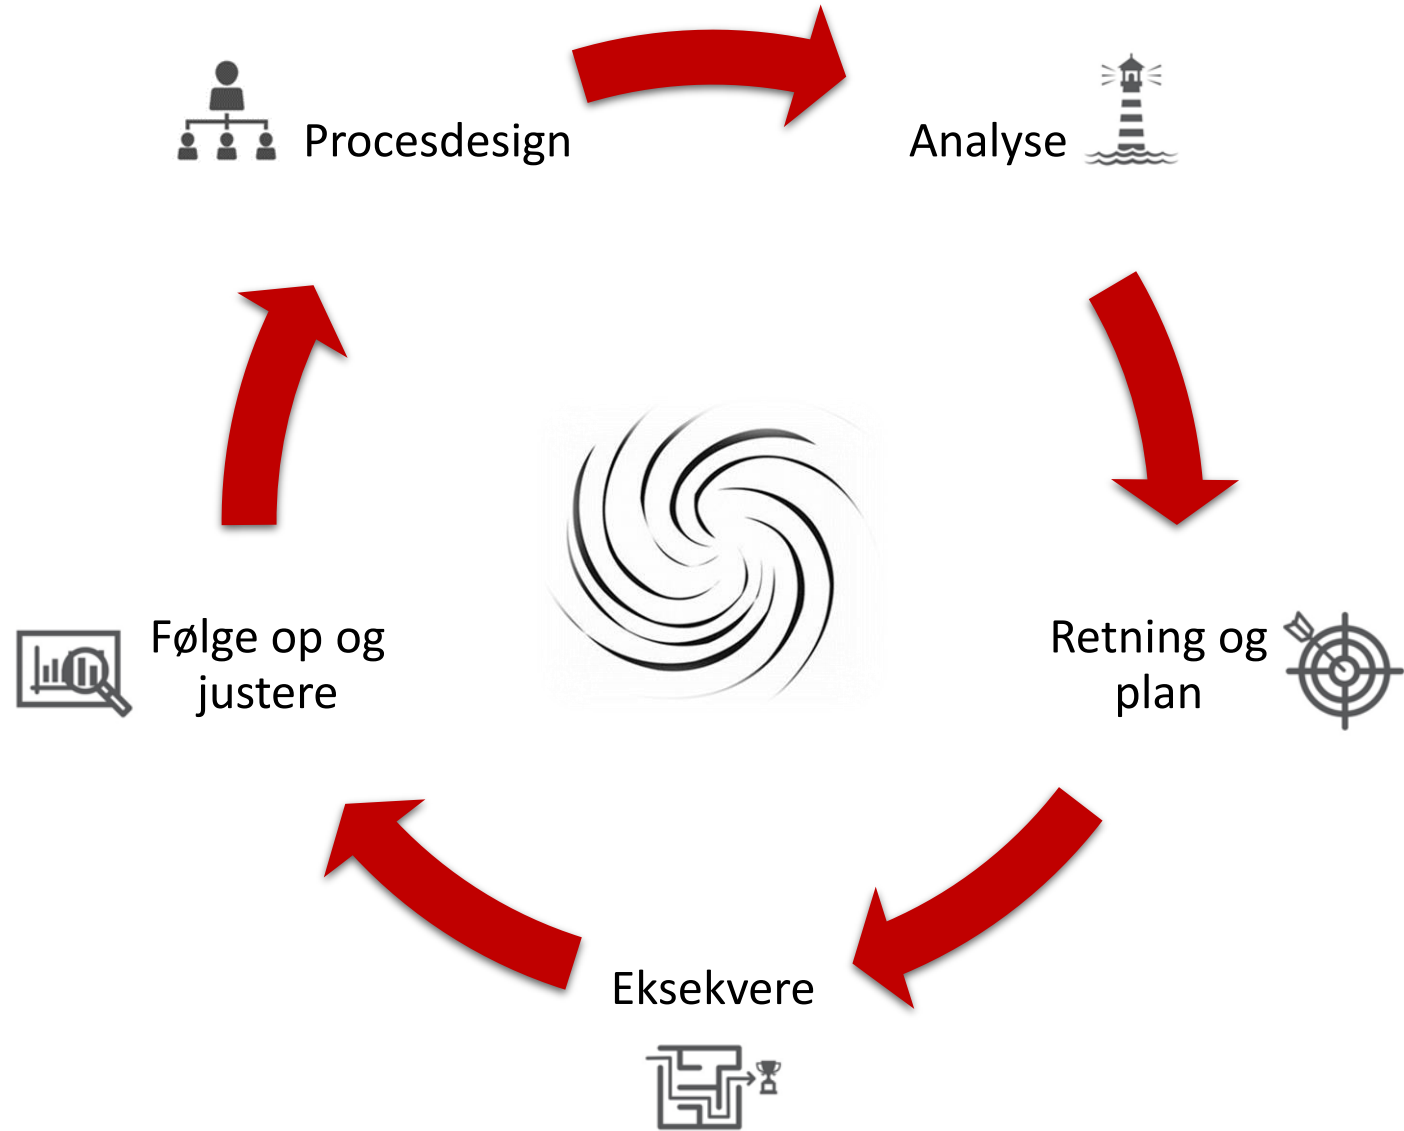 Procesdesign
Analyse
Retning og
plan
Eksekvere
Følge op og
justere